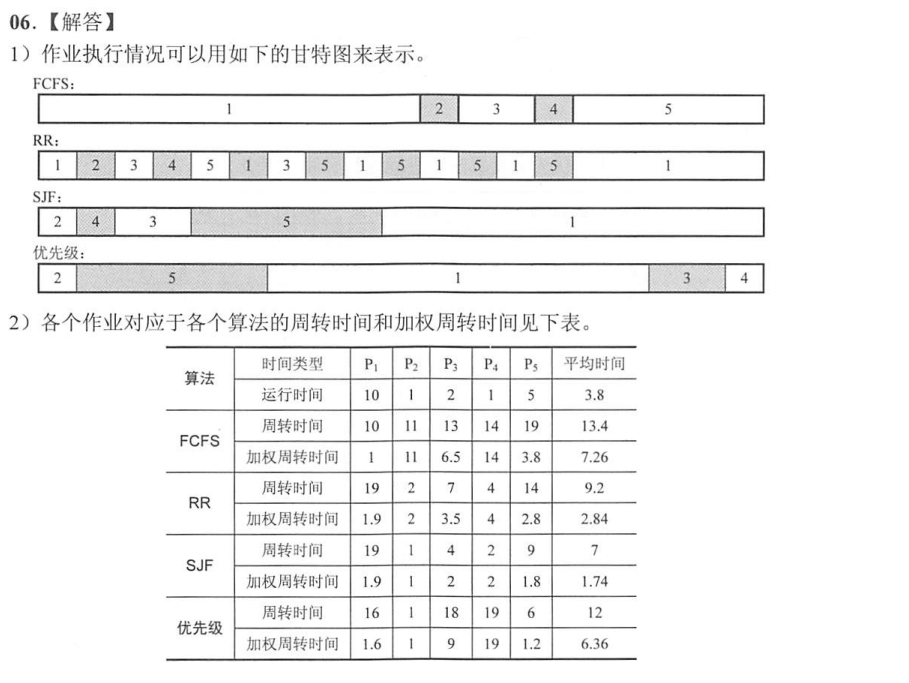 06.【解答】
1）作业执行情况可以用如下的甘特图来表示。
FCFS：
1 2 3 4 5
RR：
1 2 3 4 5 1 3 5 1 5 1 5 1 5 1
SJF：
2 4 3 5 1
优先级：
2 5 1 3 4
2）各个作业对应于各个算法的周转时间和加权周转时间见下表。
算法 时间类型 P₁ P₂ P₃ P₄ P₅ 平均时间
运行时间 10 1 2 1 5 3.8
FCFS 周转时间 10 11 13 14 19 13.4
加权周转时间 1 11 6.5 14 3.8 7.26
RR 周转时间 19 2 7 4 14 9.2
加权周转时间 1.9 2 3.5 4 2.8 2.84
SJF 周转时间 19 1 4 2 9 7
加权周转时间 1.9 1 2 2 1.8 1.74
优先级 周转时间 16 1 18 19 6 12
加权周转时间 1.6 1 9 19 1.2 6.36